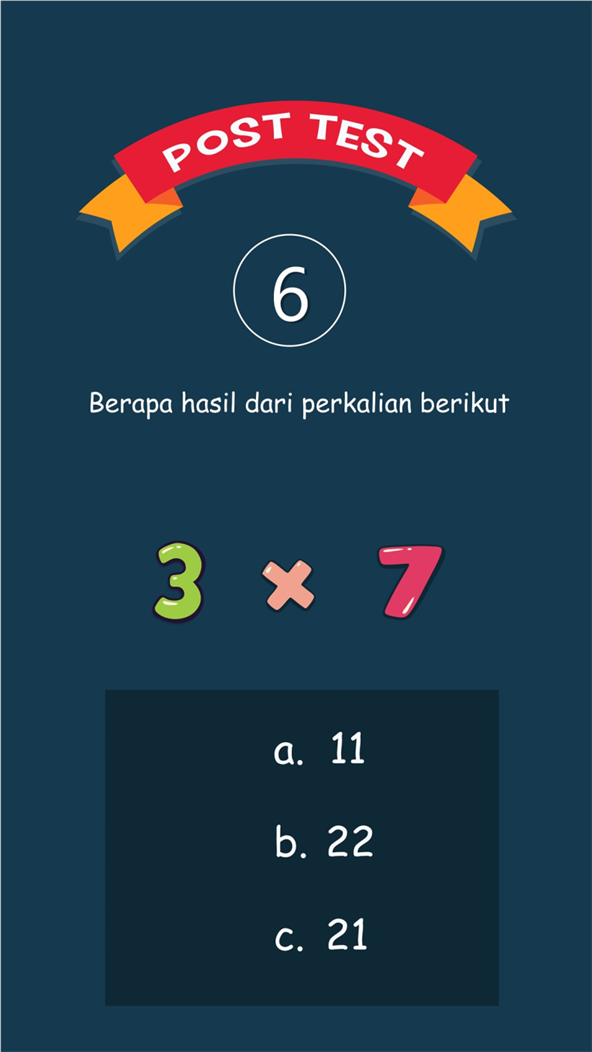 POST TEST
6
Berapa hasil dari perkalian berikut
3 × 7
a. 11
b. 22
c. 21